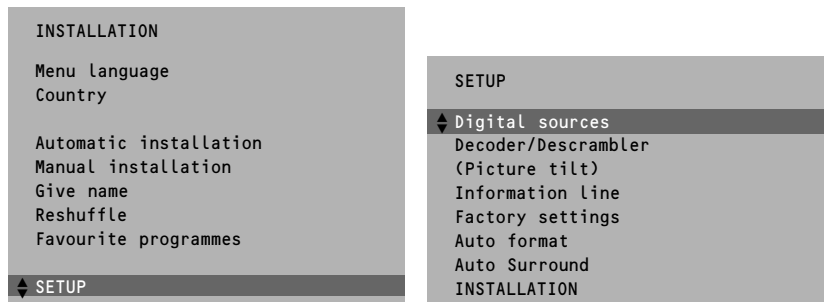 INSTALLATION
Menu language
Country
Automatic installation
Manual installation
Give name
Reshuffle
Favourite programmes
SETUP
SETUP
Digital sources
Decoder/Descrambler
(Picture tilt)
Information line
Factory settings
Auto format
Auto Surround
INSTALLATION